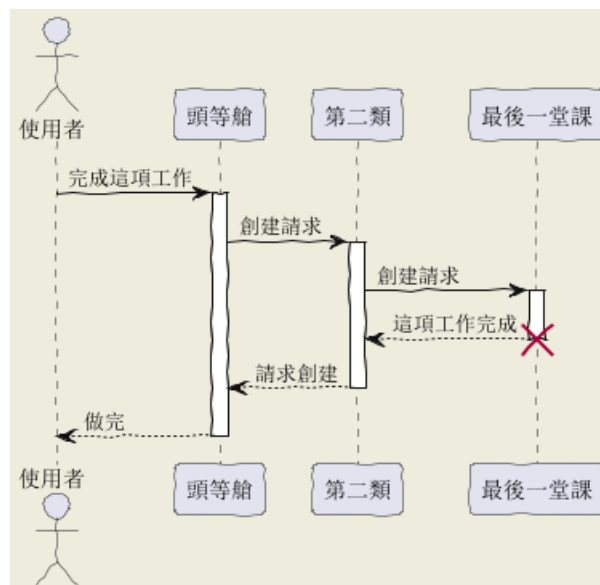 使用者
頭等艙
第二類
最後一堂課
完成這項工作
創建請求
創建請求
這項工作完成
請求創建
做完
使用者
頭等艙
第二類
最後一堂課